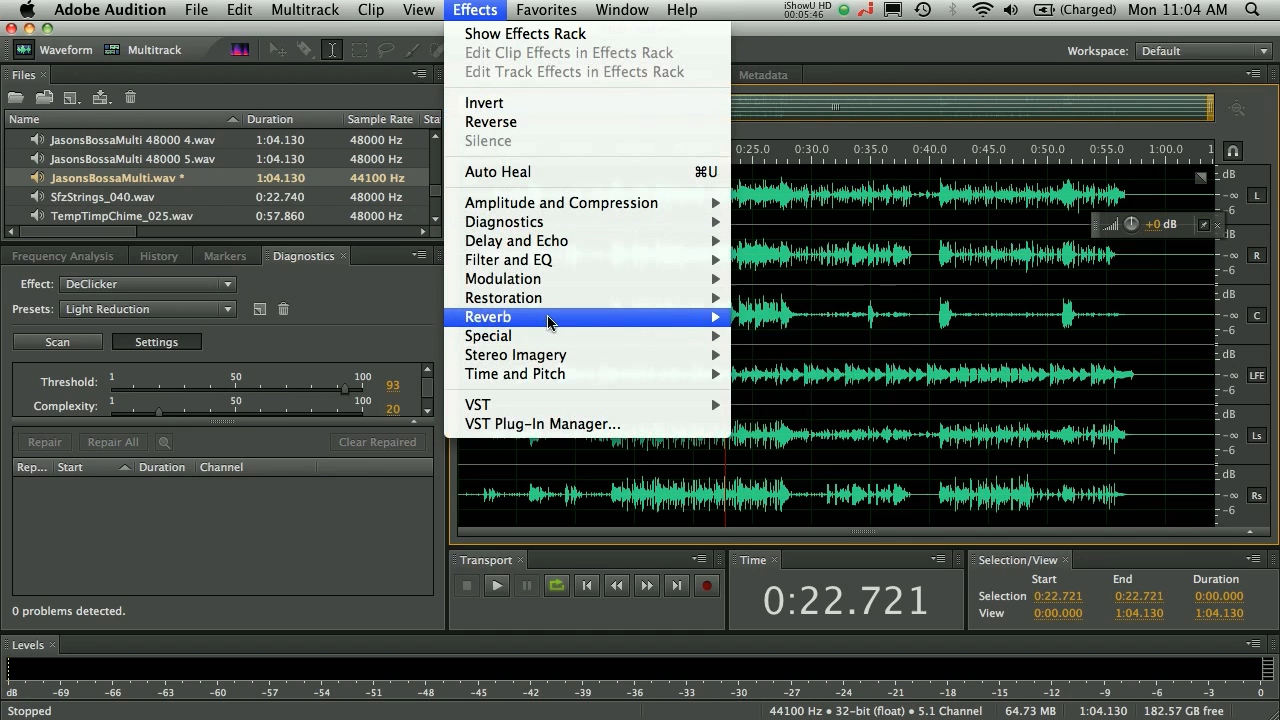 Adobe Audition File Edit Multitrack Clip View Effects Favorites Window Help iShowU HD 00:05:46 (Charged) Mon 11:04 AM
Waveform Multitrack Workspace: Default
Files × Metadata
Name Duration Sample Rate Sta
JasonsBossaMulti 48000 4.wav 1:04.130 48000 Hz
JasonsBossaMulti 48000 5.wav 1:04.130 48000 Hz
JasonsBossaMulti.wav * 1:04.130 44100 Hz
SfzStrings_040.wav 0:22.740 48000 Hz
TempTimpChime_025.wav 0:57.860 48000 Hz
Frequency Analysis History Markers Diagnostics ×
Effect: DeClicker
Presets: Light Reduction
Scan Settings
1 50 100
Threshold: 93
1 50 100
Complexity: 20
Repair Repair All Clear Repaired
Rep... Start Duration Channel
0 problems detected.
Show Effects Rack
Edit Clip Effects in Effects Rack
Edit Track Effects in Effects Rack
Invert
Reverse
Silence
Auto Heal ⌘U
Amplitude and Compression
Diagnostics
Delay and Echo
Filter and EQ
Modulation
Restoration
Reverb
Special
Stereo Imagery
Time and Pitch
VST
VST Plug-In Manager...
0:25.0 0:30.0 0:35.0 0:40.0 0:45.0 0:50.0 0:55.0 1:00.0 1
dB
-∞ L
-6
+0 dB
dB
-∞ R
-6
dB
-∞ C
-6
dB
-∞ LFE
-6
dB
-∞ Ls
-6
dB
-∞ Rs
-6
Transport × Time × Selection/View ×
0:22.721
Start End Duration
Selection 0:22.721 0:22.721 0:00.000
View 0:00.000 1:04.130 1:04.130
Levels ×
dB -69 -66 -63 -60 -57 -54 -51 -48 -45 -42 -39 -36 -33 -30 -27 -24 -21 -18 -15 -12 -9 -6 -3 0
Stopped 44100 Hz • 32-bit (float) • 5.1 Channel 64.73 MB 1:04.130 182.57 GB free